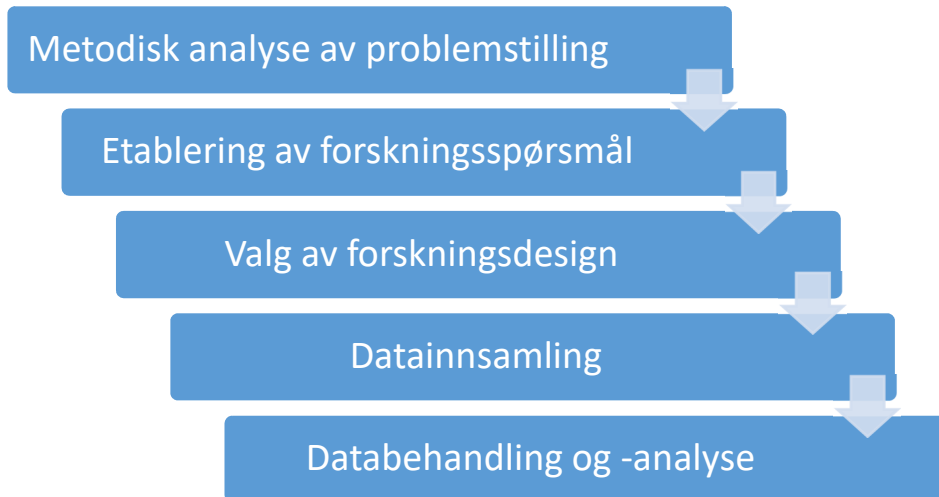 Metodisk analyse av problemstilling
Etablering av forskningsspørsmål
Valg av forskningsdesign
Datainnsamling
Databehandling og -analyse